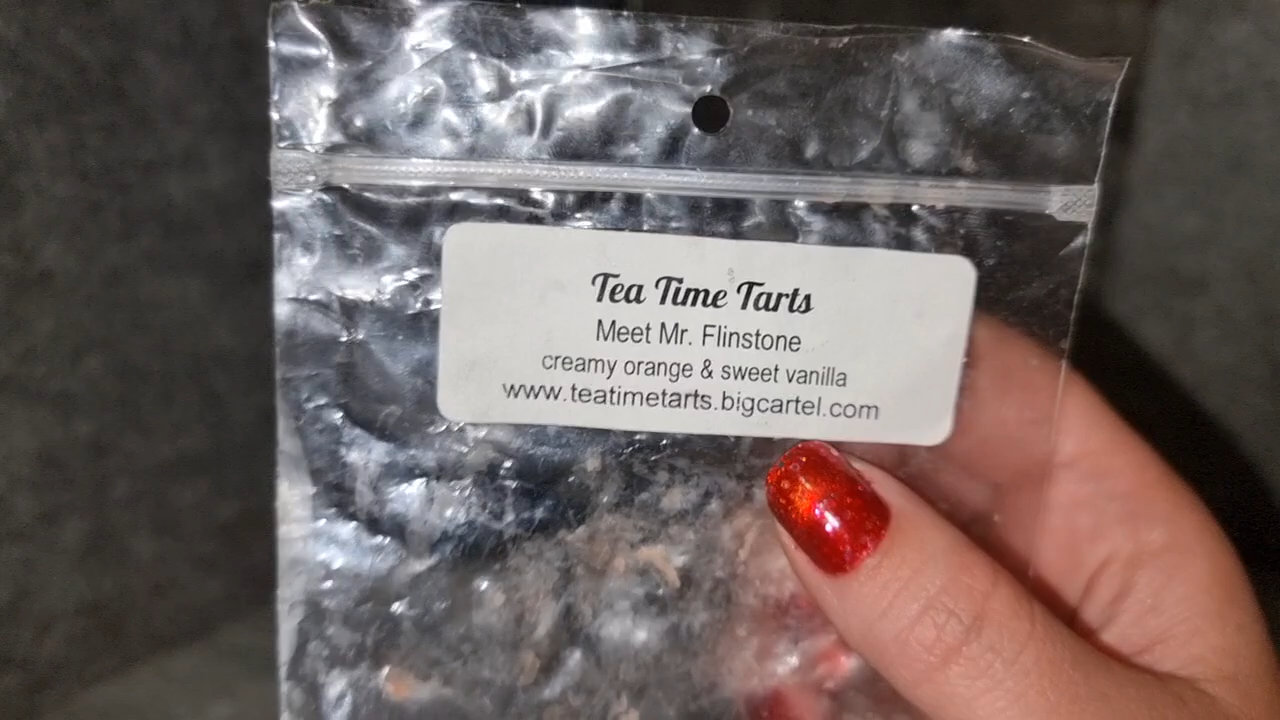 Tea Time Tarts
Meet Mr. Flinstone
creamy orange & sweet vanilla
www.teatimetarts.bigcartel.com